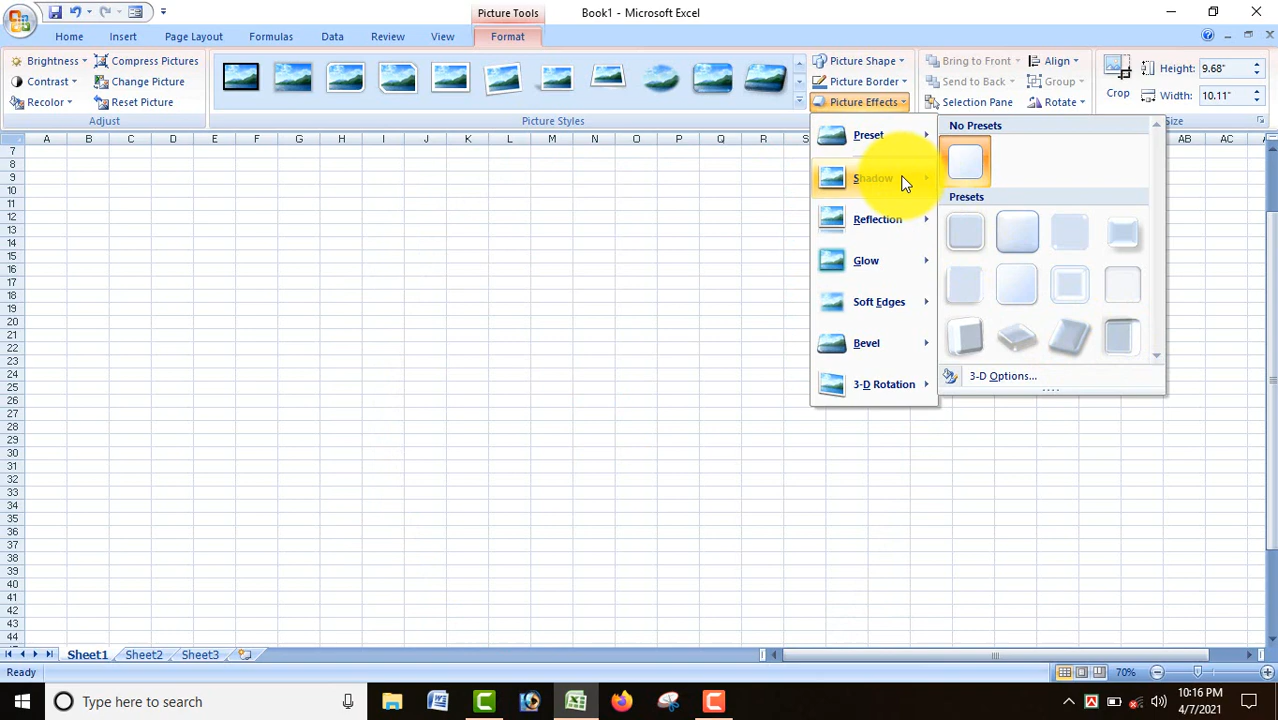 Picture Tools
Book1 - Microsoft Excel
Home Insert Page Layout Formulas Data Review View Format
Brightness Compress Pictures Picture Shape Bring to Front Align Height: 9.68"
Contrast Change Picture Picture Border Send to Back Group
Recolor Reset Picture Picture Effects Selection Pane Rotate Crop Width: 10.11"
Adjust Picture Styles Size
S AB AC
A B C D E F G H I J K L M N O P Q R
Preset
Shadow
Reflection
Glow
Soft Edges
Bevel
3-D Rotation
No Presets
Presets
3-D Options...
7
8
9
10
11
12
13
14
15
16
17
18
19
20
21
22
23
24
25
26
27
28
29
30
31
32
33
34
35
36
37
38
39
40
41
42
43
44
Sheet1 Sheet2 Sheet3
Ready 70%
Type here to search
10:16 PM
4/7/2021